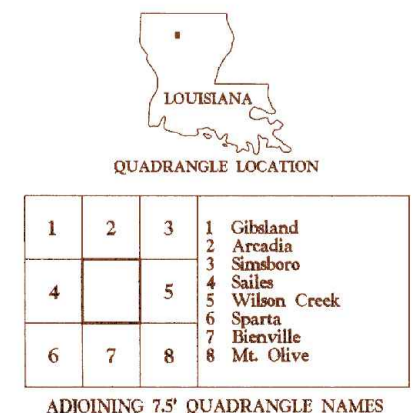 LOUISIANA
QUADRANGLE LOCATION
1 2 3
4 5
6 7 8
1 Gibsland
2 Arcadia
3 Simsboro
4 Sailes
5 Wilson Creek
6 Sparta
7 Bienville
8 Mt. Olive
ADJOINING 7.5' QUADRANGLE NAMES